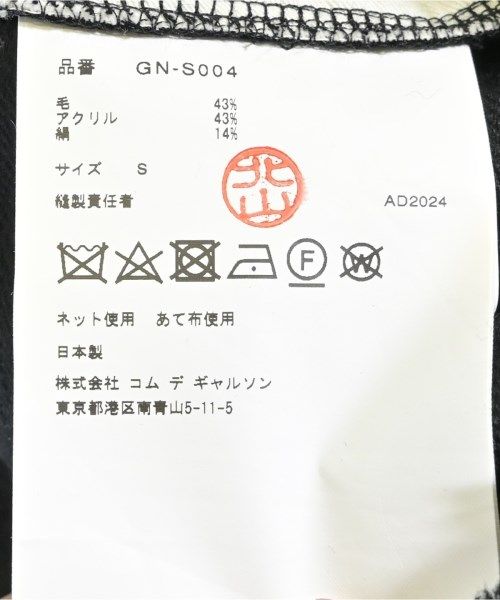 品番 GN-S004
毛 43%
アクリル 43%
絹 14%
サイズ S
北山
縫製責任者 AD2024
F W
ネット使用 あて布使用
日本製
株式会社 コム デ ギャルソン
東京都港区南青山5-11-5